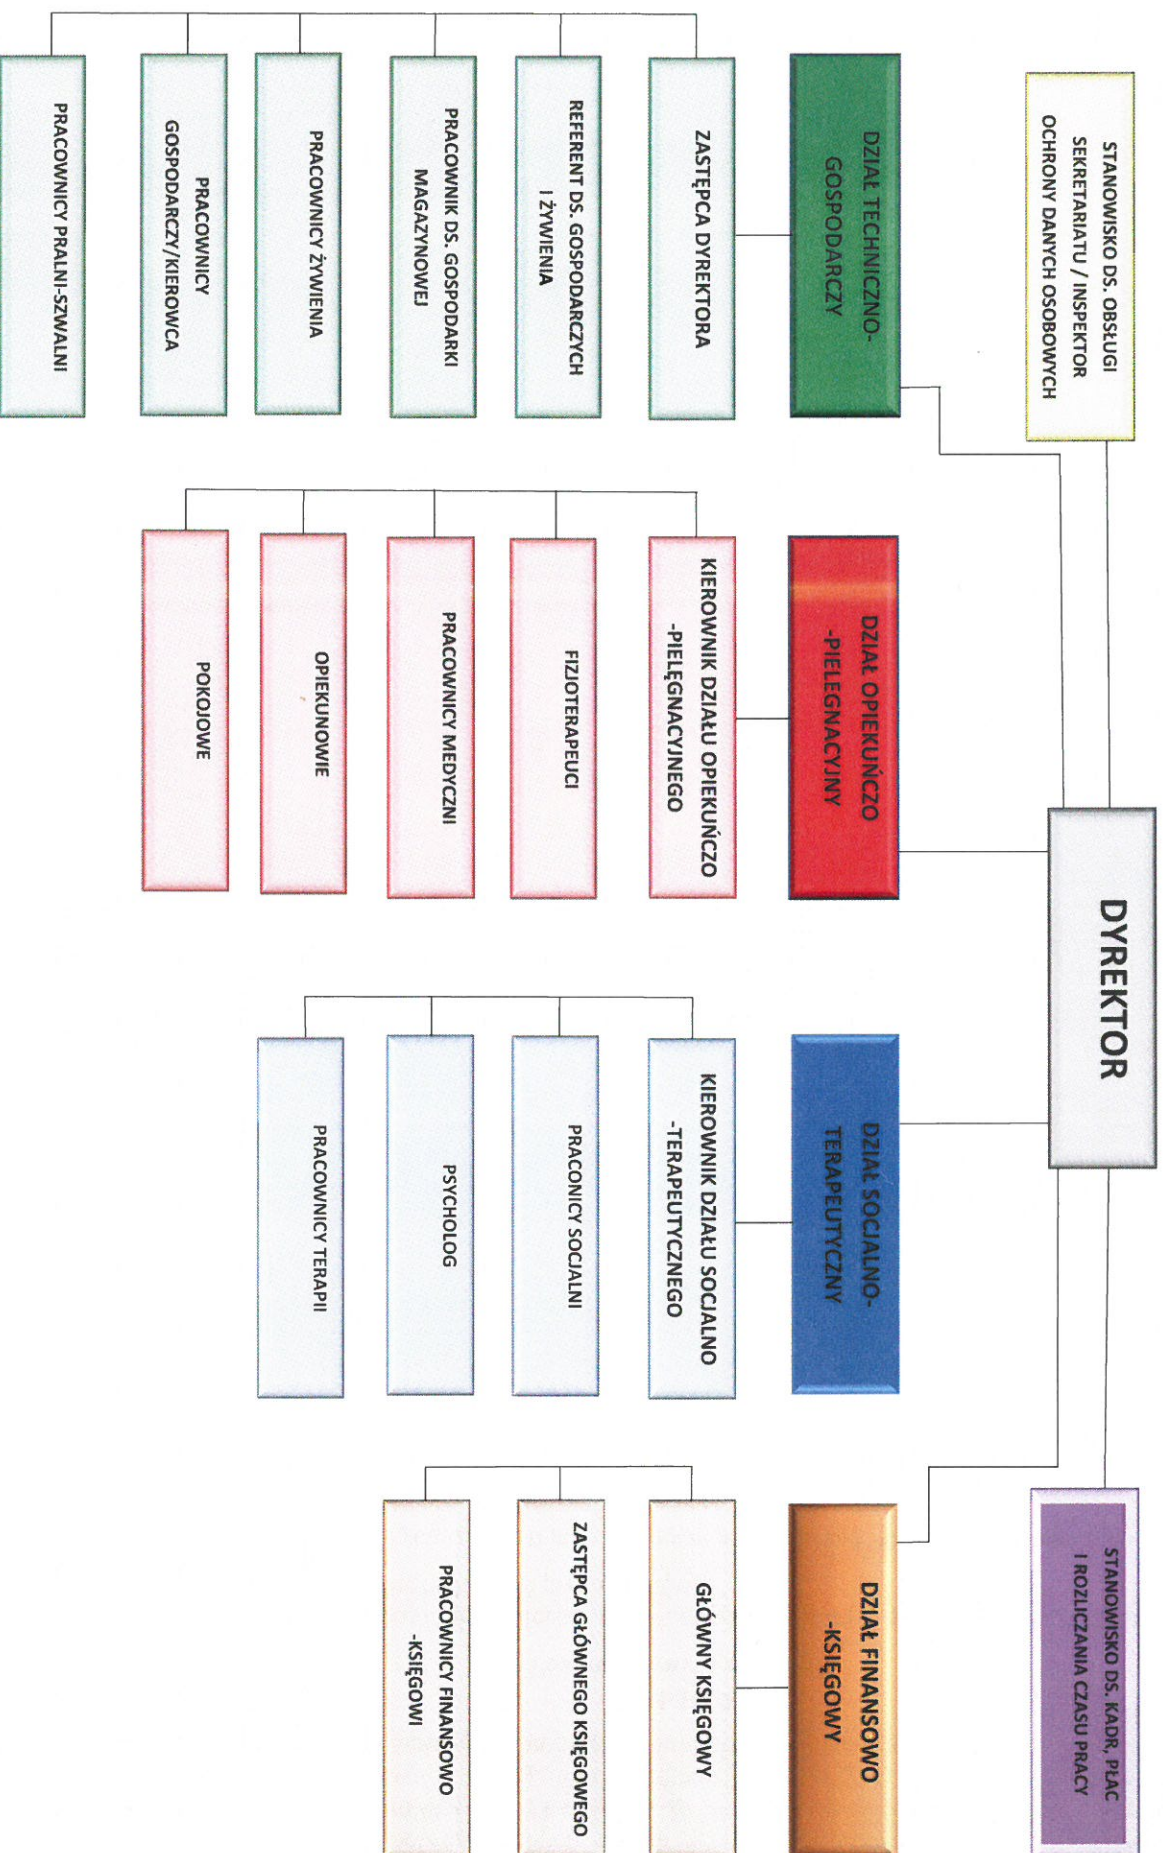 DYREKTOR
STANOWISKO DS. OBSŁUGI
SEKRETARIATU / INSPEKTOR
OCHRONY DANYCH OSOBOWYCH
STANOWISKO DS. KADR, PŁAC
I ROZLICZANIA CZASU PRACY
DZIAŁ TECHNICZNO-
GOSPODARCZY
ZASTĘPCA DYREKTORA
REFERENT DS. GOSPODARCZYCH
I ŻYWIENIA
PRACOWNIK DS. GOSPODARKI
MAGAZYNOWEJ
PRACOWNICY ŻYWIENIA
PRACOWNICY
GOSPODARCZY/KIEROWCA
PRACOWNICY PRALNI-SZWALNI
DZIAŁ OPIEKUŃCZO
-PIELEGNACYJNY
KIEROWNIK DZIAŁU OPIEKUŃCZO
-PIELĘGNACYJNEGO
FIZJOTERAPEUCI
PRACOWNICY MEDYCZNI
OPIEKUNOWIE
POKOJOWE
DZIAŁ SOCJALNO-
TERAPEUTYCZNY
KIEROWNIK DZIAŁU SOCJALNO
-TERAPEUTYCZNEGO
PRACONICY SOCJALNI
PSYCHOLOG
PRACOWNICY TERAPII
DZIAŁ FINANSOWO
-KSIĘGOWY
GŁÓWNY KSIĘGOWY
ZASTĘPCA GŁÓWNEGO KSIĘGOWEGO
PRACOWNICY FINANSOWO
-KSIĘGOWI